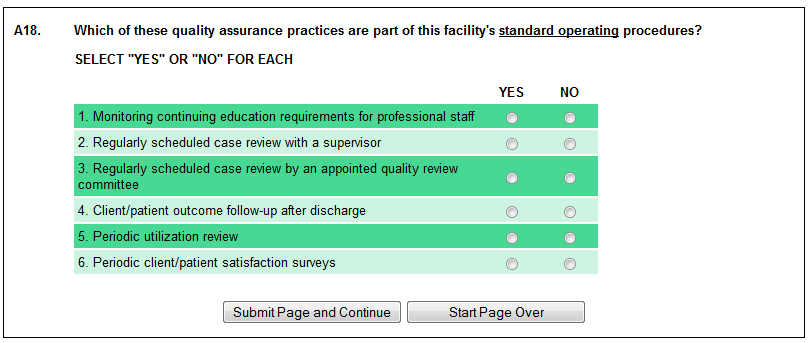 A18. Which of these quality assurance practices are part of this facility's standard operating procedures?
SELECT "YES" OR "NO" FOR EACH
YES NO
1. Monitoring continuing education requirements for professional staff
2. Regularly scheduled case review with a supervisor
3. Regularly scheduled case review by an appointed quality review
committee
4. Client/patient outcome follow-up after discharge
5. Periodic utilization review
6. Periodic client/patient satisfaction surveys
Submit Page and Continue Start Page Over